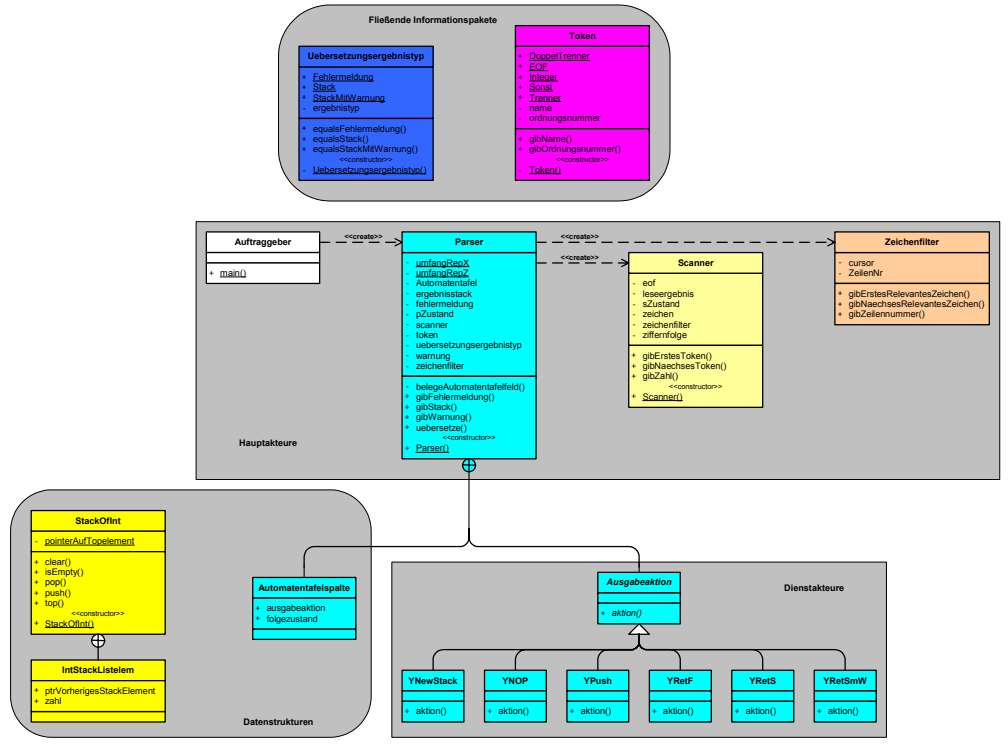 Fließende Informationspakete
Uebersetzungsergebnistyp
+ Fehlermeldung
+ Stack
+ StackMitWarnung
- ergebnistyp
+ equalsFehlermeldung()
+ equalsStack()
+ equalsStackMitWarnung()
<<constructor>>
- Uebersetzungsergebnistyp()
Token
+ DoppelTrenner
+ EOF
+ Integer
+ Sonst
+ Trenner
- name
- ordnungsnummer
+ gibName()
+ gibOrdnungsnummer()
<<constructor>>
- Token()
Auftraggeber
+ main()
<<create>>
Parser
- umfangRepX
- umfangRepZ
- Automatentafel
- ergebnisstack
- fehlermeldung
- pZustand
- scanner
- token
- uebersetzungsergebnistyp
- warnung
- zeichenfilter
- belegeAutomatentafelfeld()
+ gibFehlermeldung()
+ gibStack()
+ gibWarnung()
+ uebersetze()
<<constructor>>
+ Parser()
<<create>>
<<create>>
Scanner
- eof
- leseergebnis
- sZustand
- zeichen
- zeichenfilter
- ziffernfolge
+ gibErstesToken()
+ gibNaechsesToken()
+ gibZahl()
<<constructor>>
+ Scanner()
Zeichenfilter
- cursor
- ZeilenNr
+ gibErstesRelevantesZeichen()
+ gibNaechsesRelevantesZeichen()
+ gibZeilennummer()
Hauptakteure
StackOfInt
- pointerAufTopelement
+ clear()
+ isEmpty()
+ pop()
+ push()
+ top()
<<constructor>>
+ StackOfInt()
IntStackListelem
+ ptrVorherigesStackElement
+ zahl
Automatentafelspalte
+ ausgabeaktion
+ folgezustand
Datenstrukturen
Ausgabeaktion
+ aktion()
Dienstakteure
YNewStack
+ aktion()
YNOP
+ aktion()
YPush
+ aktion()
YRetF
+ aktion()
YRetS
+ aktion()
YRetSmW
+ aktion()